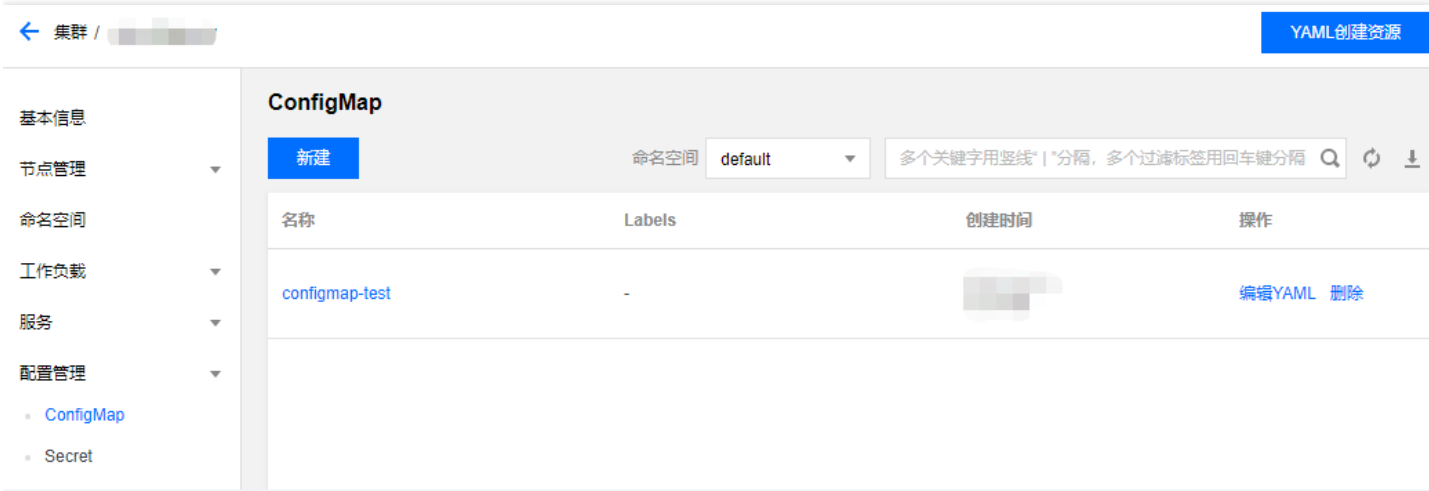 集群 /
YAML创建资源
基本信息
节点管理
命名空间
工作负载
服务
配置管理
ConfigMap
Secret
ConfigMap
新建
命名空间 default 多个关键字用竖线“ | ”分隔，多个过滤标签用回车键分隔
名称 Labels 创建时间 操作
configmap-test - 编辑YAML 删除